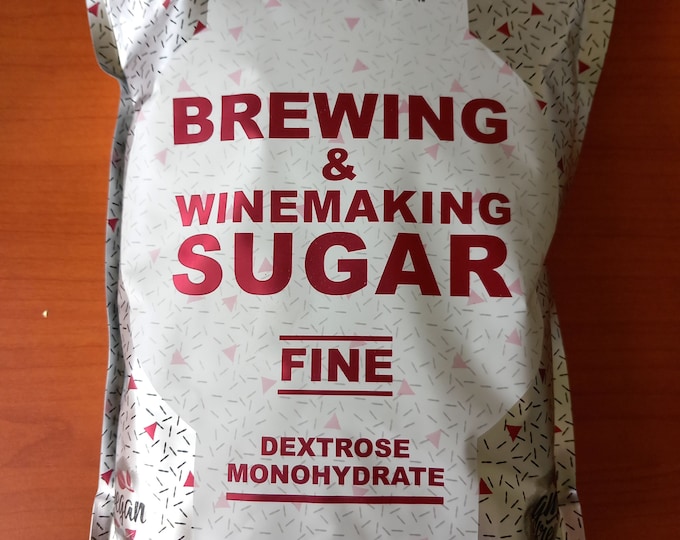 BREWING
&
WINEMAKING
SUGAR
FINE
DEXTROSE
MONOHYDRATE